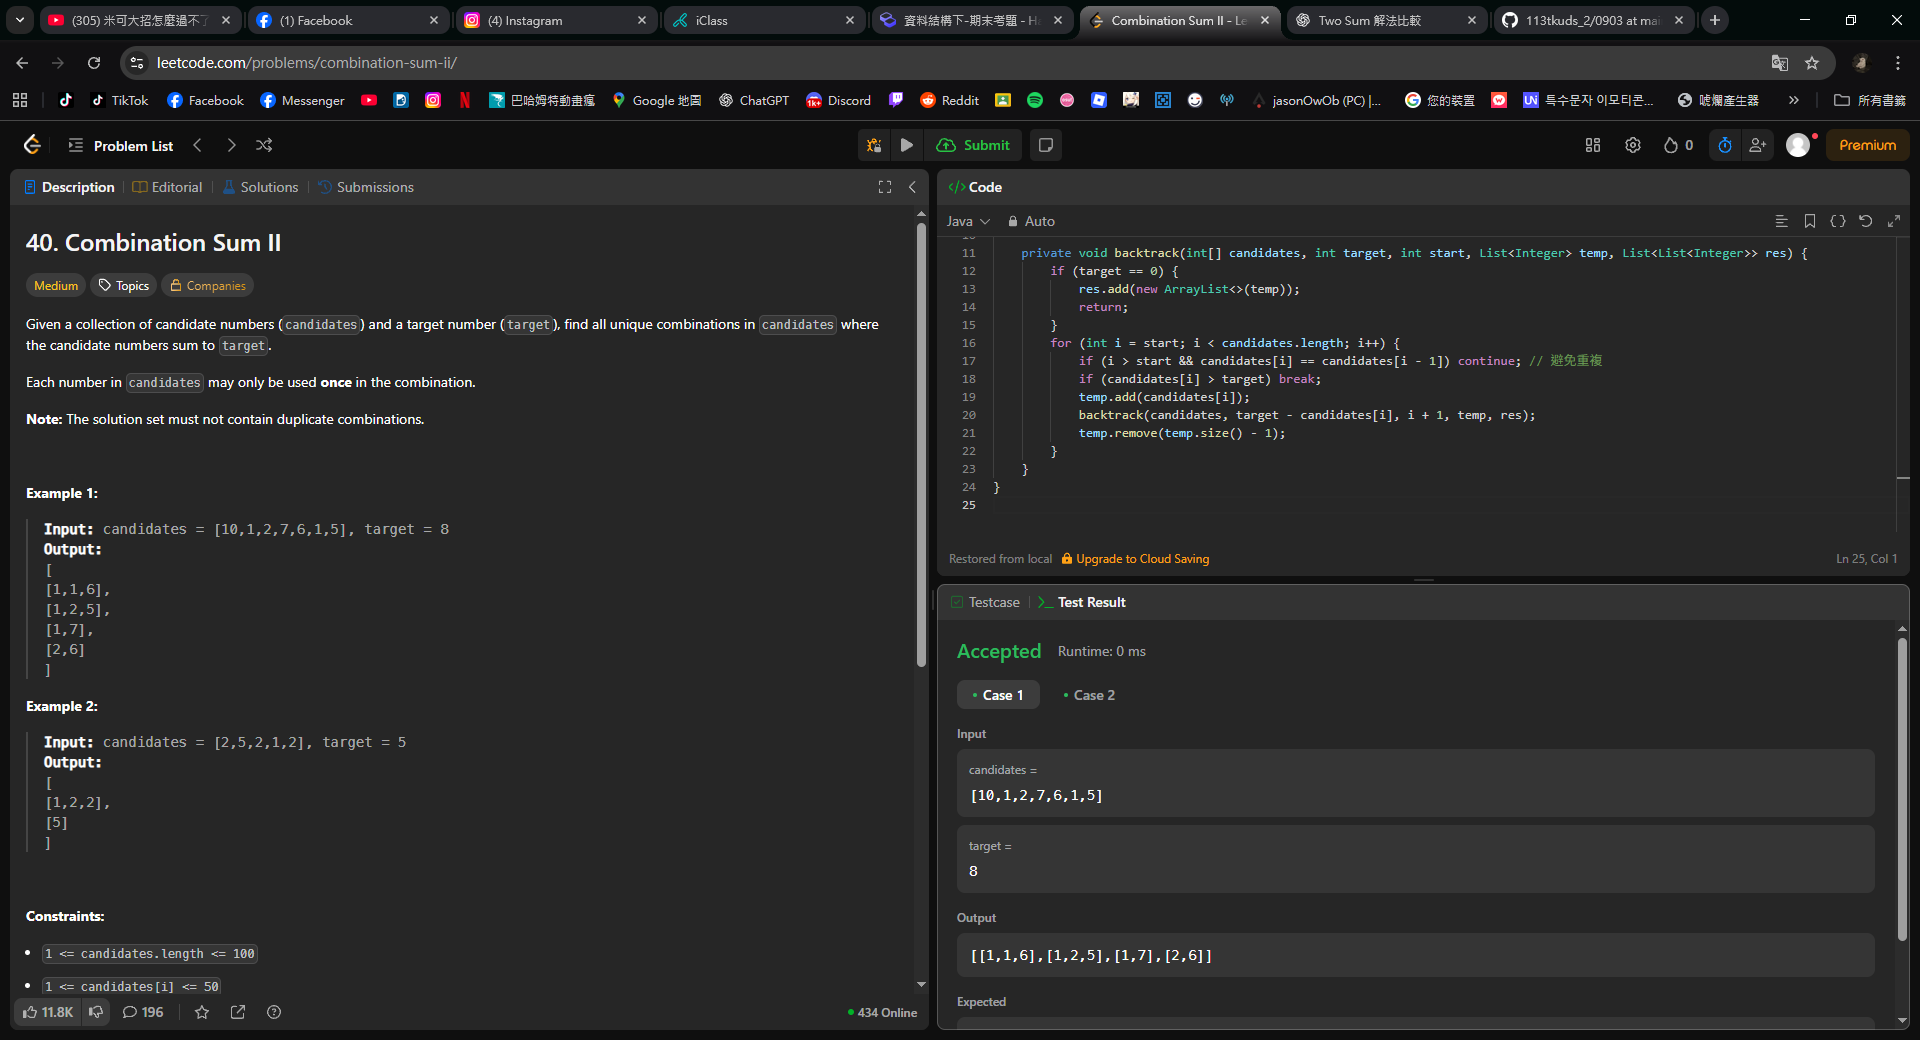 (305) 米可大招怎麼過不了
(1) Facebook
(4) Instagram
iClass
資料結構下-期末考題 - H
Combination Sum II - Le
Two Sum 解法比較
113tkuds_2/0903 at mai
leetcode.com/problems/combination-sum-ii/
TikTok
Facebook
Messenger
巴哈姆特動畫瘋
Google 地圖
ChatGPT
Discord
Reddit
jasonOwOb (PC) |...
您的裝置
특수문자 이모티콘...
唬爛產生器
所有書籤
Problem List
Submit
0
Premium
Description
Editorial
Solutions
Submissions
40. Combination Sum II
Medium
Topics
Companies
Given a collection of candidate numbers (candidates) and a target number (target), find all unique combinations in candidates where
the candidate numbers sum to target.
Each number in candidates may only be used once in the combination.
Note: The solution set must not contain duplicate combinations.
Example 1:
Input: candidates = [10,1,2,7,6,1,5], target = 8
Output:
[
[1,1,6],
[1,2,5],
[1,7],
[2,6]
]
Example 2:
Input: candidates = [2,5,2,1,2], target = 5
Output:
[
[1,2,2],
[5]
]
Constraints:
1 <= candidates.length <= 100
1 <= candidates[i] <= 50
11.8K
196
434 Online
</> Code
Java
Auto
11 private void backtrack(int[] candidates, int target, int start, List<Integer> temp, List<List<Integer>> res) {
12 if (target == 0) {
13 res.add(new ArrayList<>(temp));
14 return;
15 }
16 for (int i = start; i < candidates.length; i++) {
17 if (i > start && candidates[i] == candidates[i - 1]) continue; // 避免重複
18 if (candidates[i] > target) break;
19 temp.add(candidates[i]);
20 backtrack(candidates, target - candidates[i], i + 1, temp, res);
21 temp.remove(temp.size() - 1);
22 }
23 }
24 }
25
Restored from local
Upgrade to Cloud Saving
Ln 25, Col 1
Testcase
Test Result
Accepted
Runtime: 0 ms
Case 1
Case 2
Input
candidates =
[10,1,2,7,6,1,5]
target =
8
Output
[[1,1,6],[1,2,5],[1,7],[2,6]]
Expected